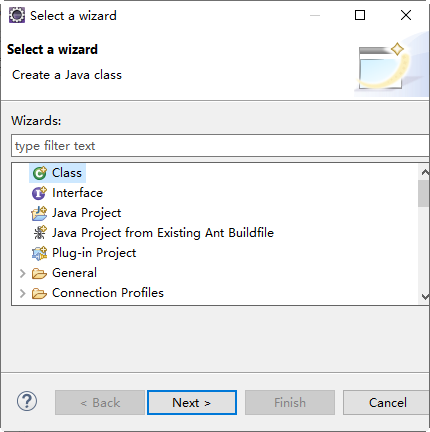 Select a wizard
Select a wizard
Create a Java class
Wizards:
type filter text
Class
Interface
Java Project
Java Project from Existing Ant Buildfile
Plug-in Project
General
Connection Profiles
? < Back Next > Finish Cancel